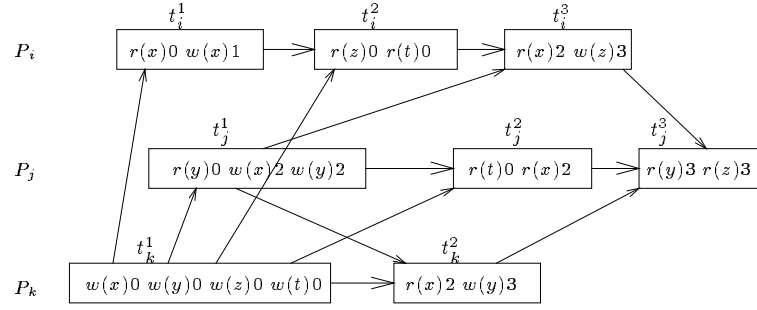 t_i^1 t_i^2 t_i^3
P_i r(x)0 w(x)1 r(z)0 r(t)0 r(x)2 w(z)3
t_j^1 t_j^2 t_j^3
P_j r(y)0 w(x)2 w(y)2 r(t)0 r(x)2 r(y)3 r(z)3
t_k^1 t_k^2
P_k w(x)0 w(y)0 w(z)0 w(t)0 r(x)2 w(y)3